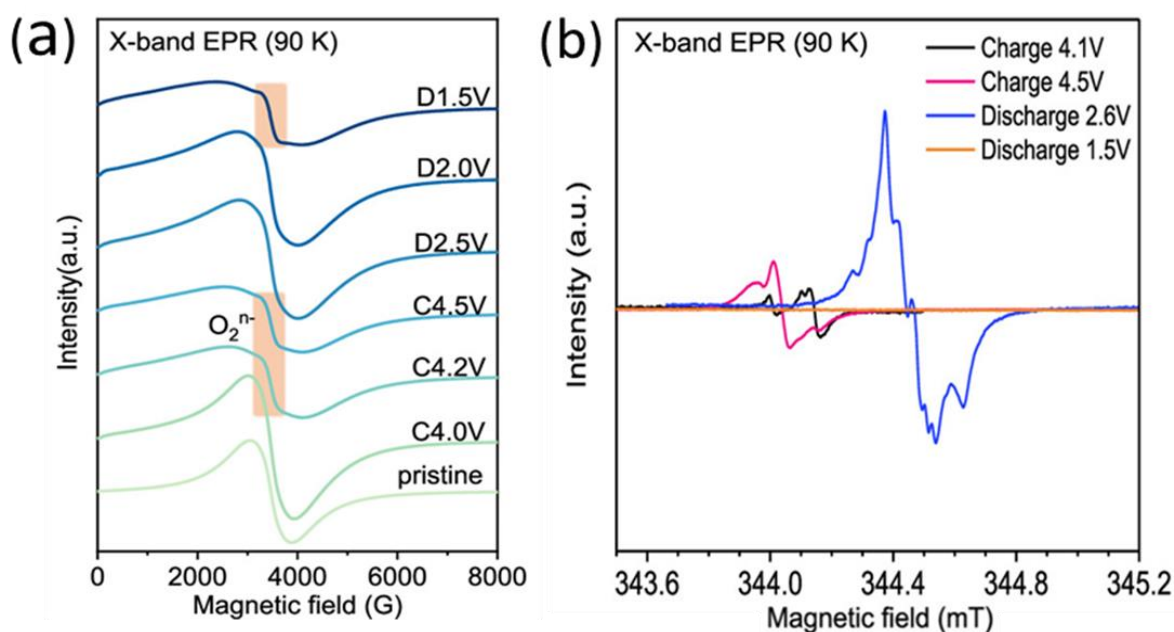 (a)
X-band EPR (90 K)
D1.5V
D2.0V
D2.5V
C4.5V
O₂ⁿ⁻
C4.2V
C4.0V
pristine
Intensity(a.u.)
0 2000 4000 6000 8000
Magnetic field (G)
(b)
X-band EPR (90 K)
Charge 4.1V
Charge 4.5V
Discharge 2.6V
Discharge 1.5V
Intensity (a.u.)
343.6 344.0 344.4 344.8 345.2
Magnetic field (mT)